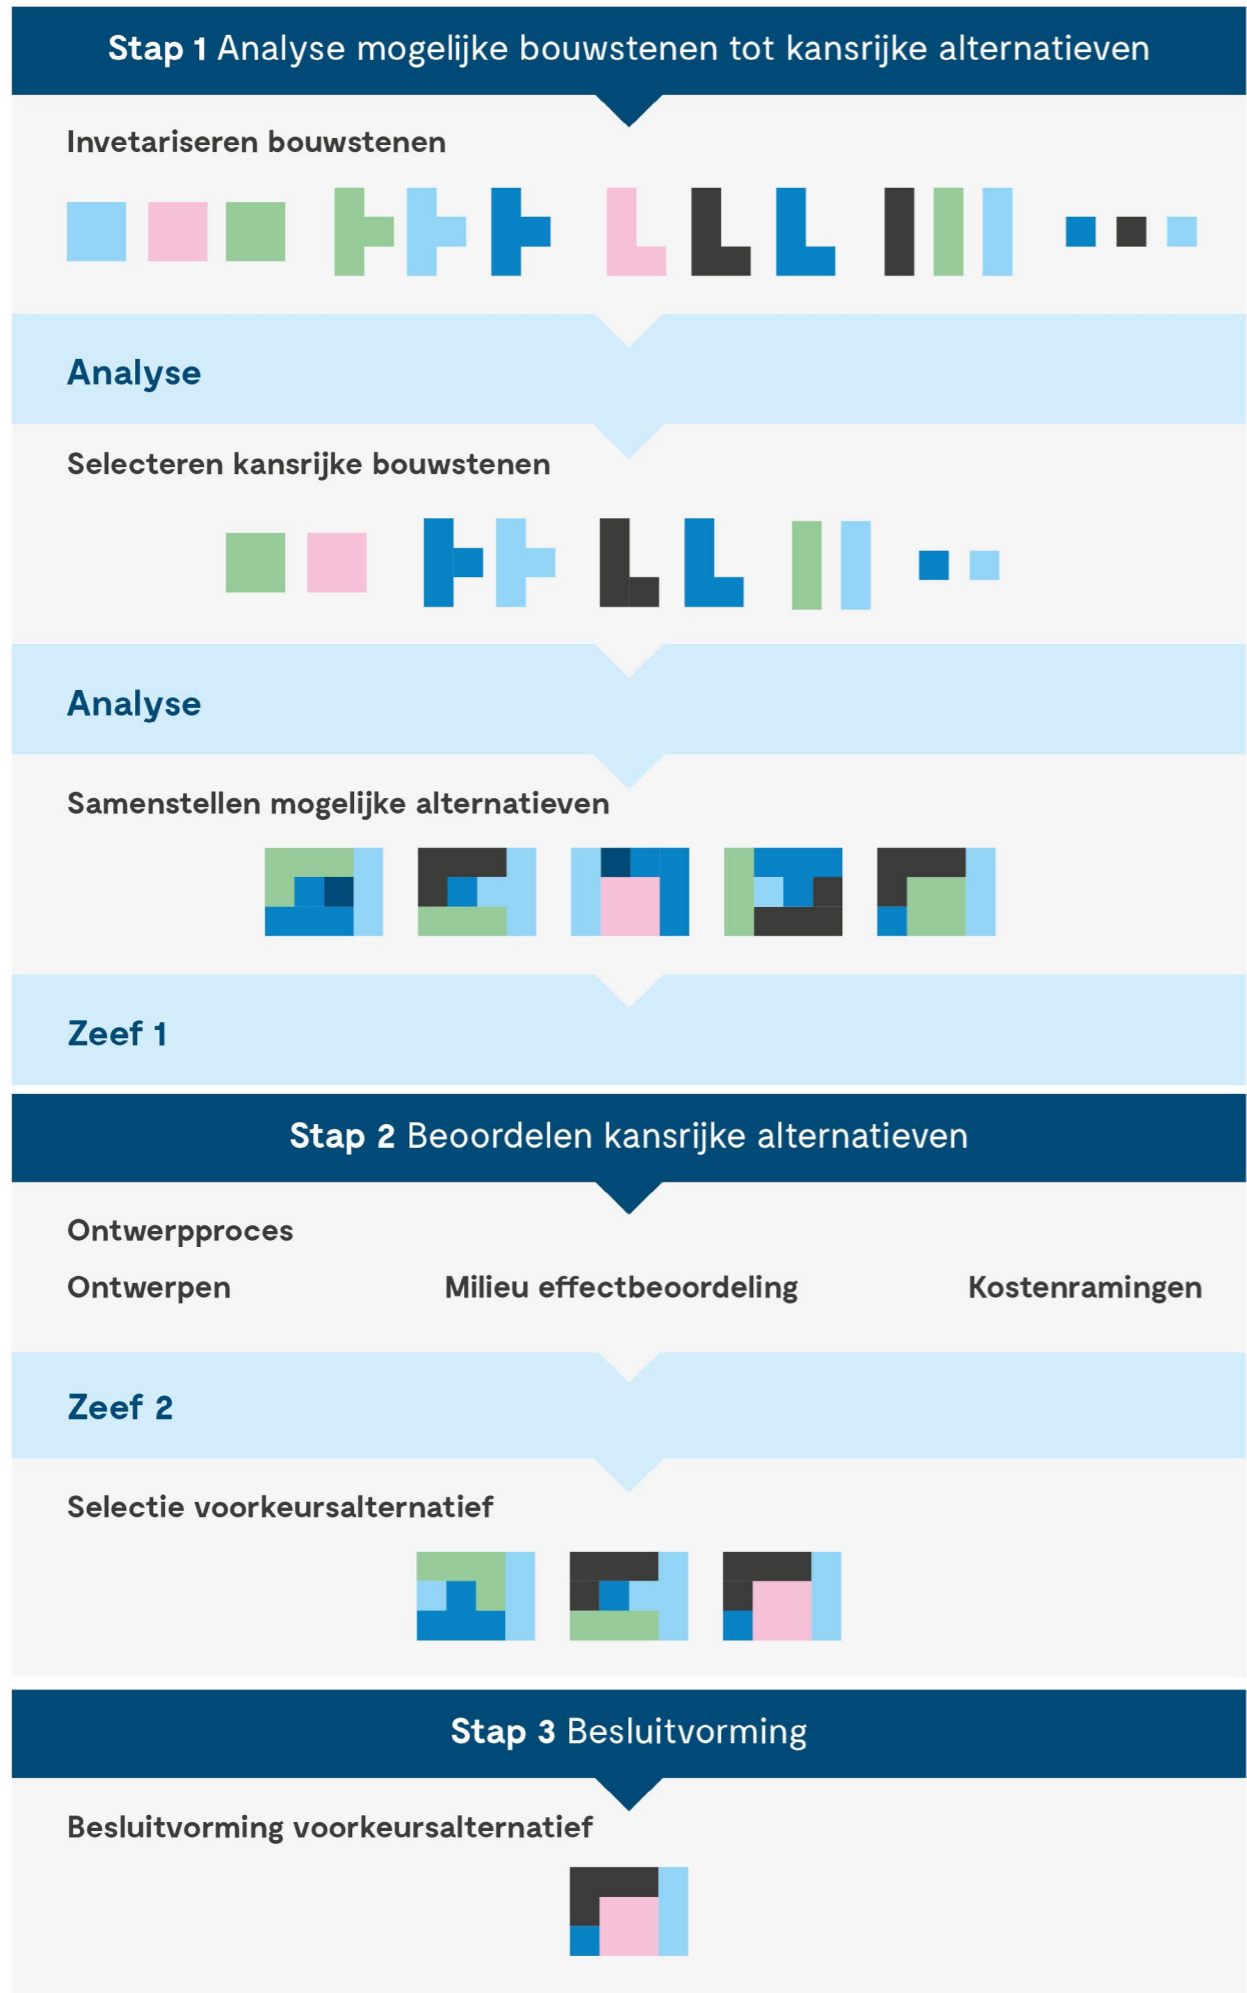 Stap 1 Analyse mogelijke bouwstenen tot kansrijke alternatieven
Invetariseren bouwstenen
Analyse
Selecteren kansrijke bouwstenen
Analyse
Samenstellen mogelijke alternatieven
Zeef 1
Stap 2 Beoordelen kansrijke alternatieven
Ontwerpproces
Ontwerpen Milieu effectbeoordeling Kostenramingen
Zeef 2
Selectie voorkeursalternatief
Stap 3 Besluitvorming
Besluitvorming voorkeursalternatief